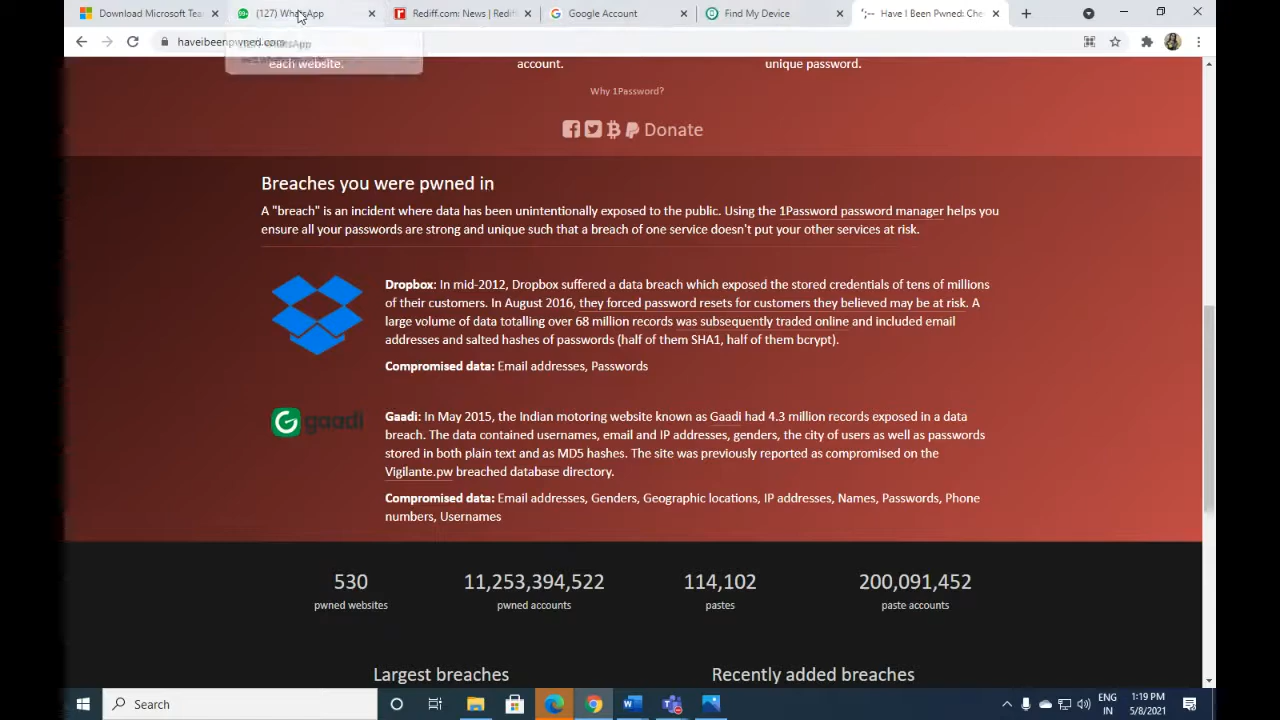 Download Microsoft Tea
(127) WhatsApp
Rediff.com: News | Rediff
Google Account
Find My Device
Have I Been Pwned: Che
haveibeenpwned.com
each website.
account.
unique password.
Why 1Password?
Donate
Breaches you were pwned in
A "breach" is an incident where data has been unintentionally exposed to the public. Using the 1Password password manager helps you
ensure all your passwords are strong and unique such that a breach of one service doesn't put your other services at risk.
Dropbox: In mid-2012, Dropbox suffered a data breach which exposed the stored credentials of tens of millions
of their customers. In August 2016, they forced password resets for customers they believed may be at risk. A
large volume of data totalling over 68 million records was subsequently traded online and included email
addresses and salted hashes of passwords (half of them SHA1, half of them bcrypt).
Compromised data: Email addresses, Passwords
gaadi
Gaadi: In May 2015, the Indian motoring website known as Gaadi had 4.3 million records exposed in a data
breach. The data contained usernames, email and IP addresses, genders, the city of users as well as passwords
stored in both plain text and as MD5 hashes. The site was previously reported as compromised on the
Vigilante.pw breached database directory.
Compromised data: Email addresses, Genders, Geographic locations, IP addresses, Names, Passwords, Phone
numbers, Usernames
530
11,253,394,522
114,102
200,091,452
pwned websites
pwned accounts
pastes
paste accounts
Largest breaches
Recently added breaches
Search
ENG
IN
1:19 PM
5/8/2021